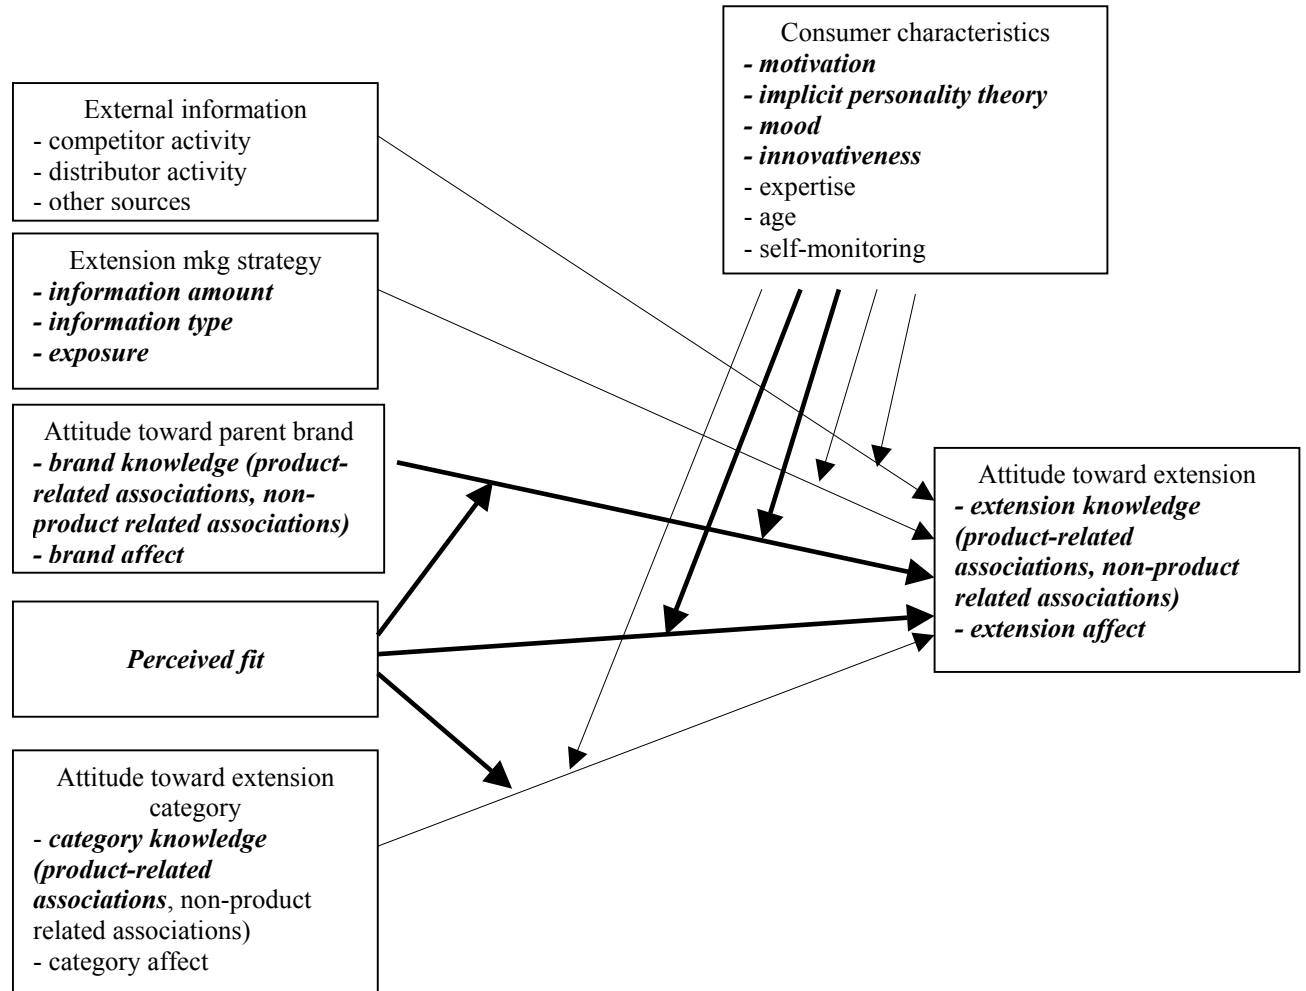 Consumer characteristics
- motivation
- implicit personality theory
- mood
- innovativeness
- expertise
- age
- self-monitoring
External information
- competitor activity
- distributor activity
- other sources
Extension mkg strategy
- information amount
- information type
- exposure
Attitude toward parent brand
- brand knowledge (product-
related associations, non-
product related associations)
- brand affect
Perceived fit
Attitude toward extension
category
- category knowledge
(product-related
associations, non-product
related associations)
- category affect
Attitude toward extension
- extension knowledge
(product-related
associations, non-product
related associations)
- extension affect